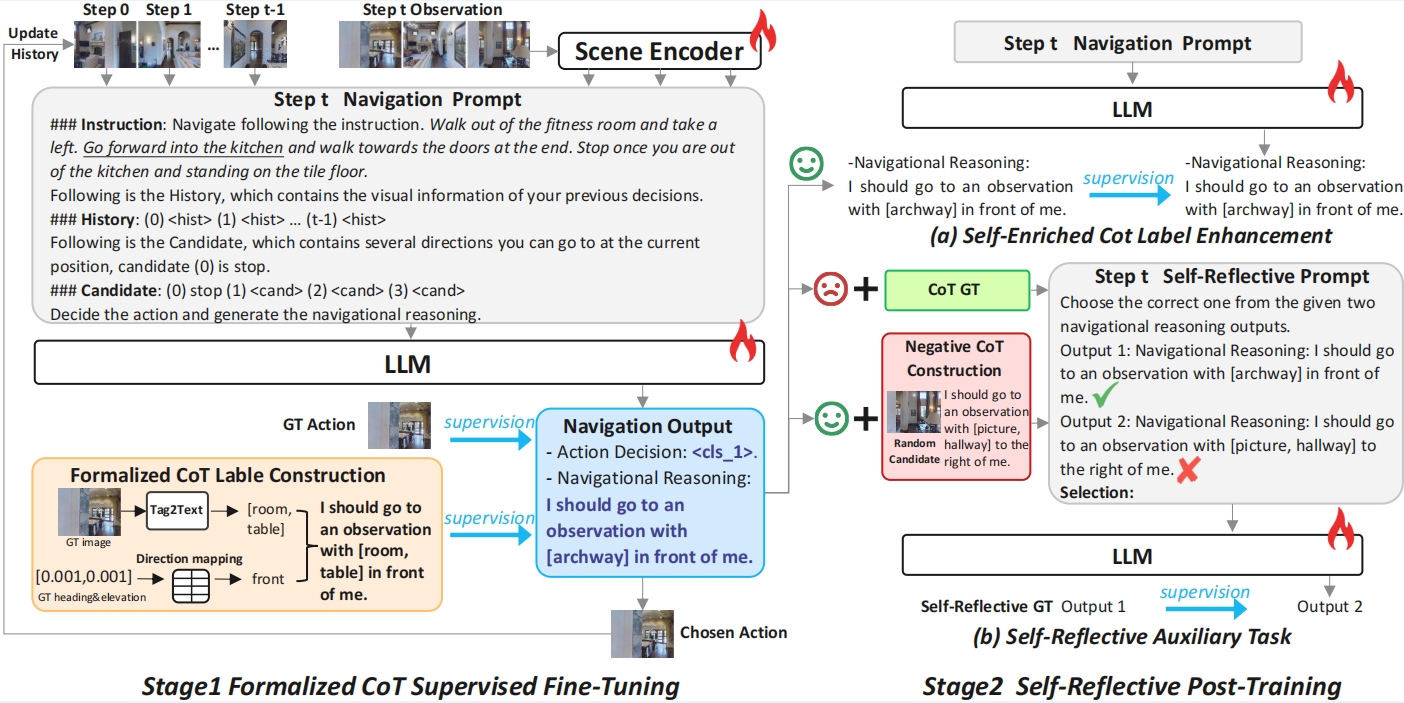 Step 0 Step 1 Step t-1
Step t Observation
Update
History
...
Scene Encoder
Step t Navigation Prompt
### Instruction: Navigate following the instruction. Walk out of the fitness room and take a
left. Go forward into the kitchen and walk towards the doors at the end. Stop once you are out
of the kitchen and standing on the tile floor.
Following is the History, which contains the visual information of your previous decisions.
### History: (0) <hist> (1) <hist> ... (t-1) <hist>
Following is the Candidate, which contains several directions you can go to at the current
position, candidate (0) is stop.
### Candidate: (0) stop (1) <cand> (2) <cand> (3) <cand>
Decide the action and generate the navigational reasoning.
LLM
GT Action
supervision
Formalized CoT Lable Construction
GT image
Tag2Text
[room,
table]
Direction mapping
[0.001,0.001]
GT heading&elevation
front
I should go to
an observation
with [room,
table] in front
of me.
supervision
Navigation Output
- Action Decision: <cls_1>.
- Navigational Reasoning:
I should go to an
observation with
[archway] in front of me.
Chosen Action
Stage1 Formalized CoT Supervised Fine-Tuning
Step t Navigation Prompt
LLM
-Navigational Reasoning:
I should go to an observation
with [archway] in front of me.
supervision
-Navigational Reasoning:
I should go to an observation
with [archway] in front of me.
(a) Self-Enriched Cot Label Enhancement
+
CoT GT
+
Negative CoT
Construction
Random
Candidate
I should go to
an observation
with [picture,
hallway] to the
right of me.
Step t Self-Reflective Prompt
Choose the correct one from the given two
navigational reasoning outputs.
Output 1: Navigational Reasoning: I should go
to an observation with [archway] in front of
me.
Output 2: Navigational Reasoning: I should go
to an observation with [picture, hallway] to
the right of me.
Selection:
LLM
Self-Reflective GT Output 1
supervision
Output 2
(b) Self-Reflective Auxiliary Task
Stage2 Self-Reflective Post-Training